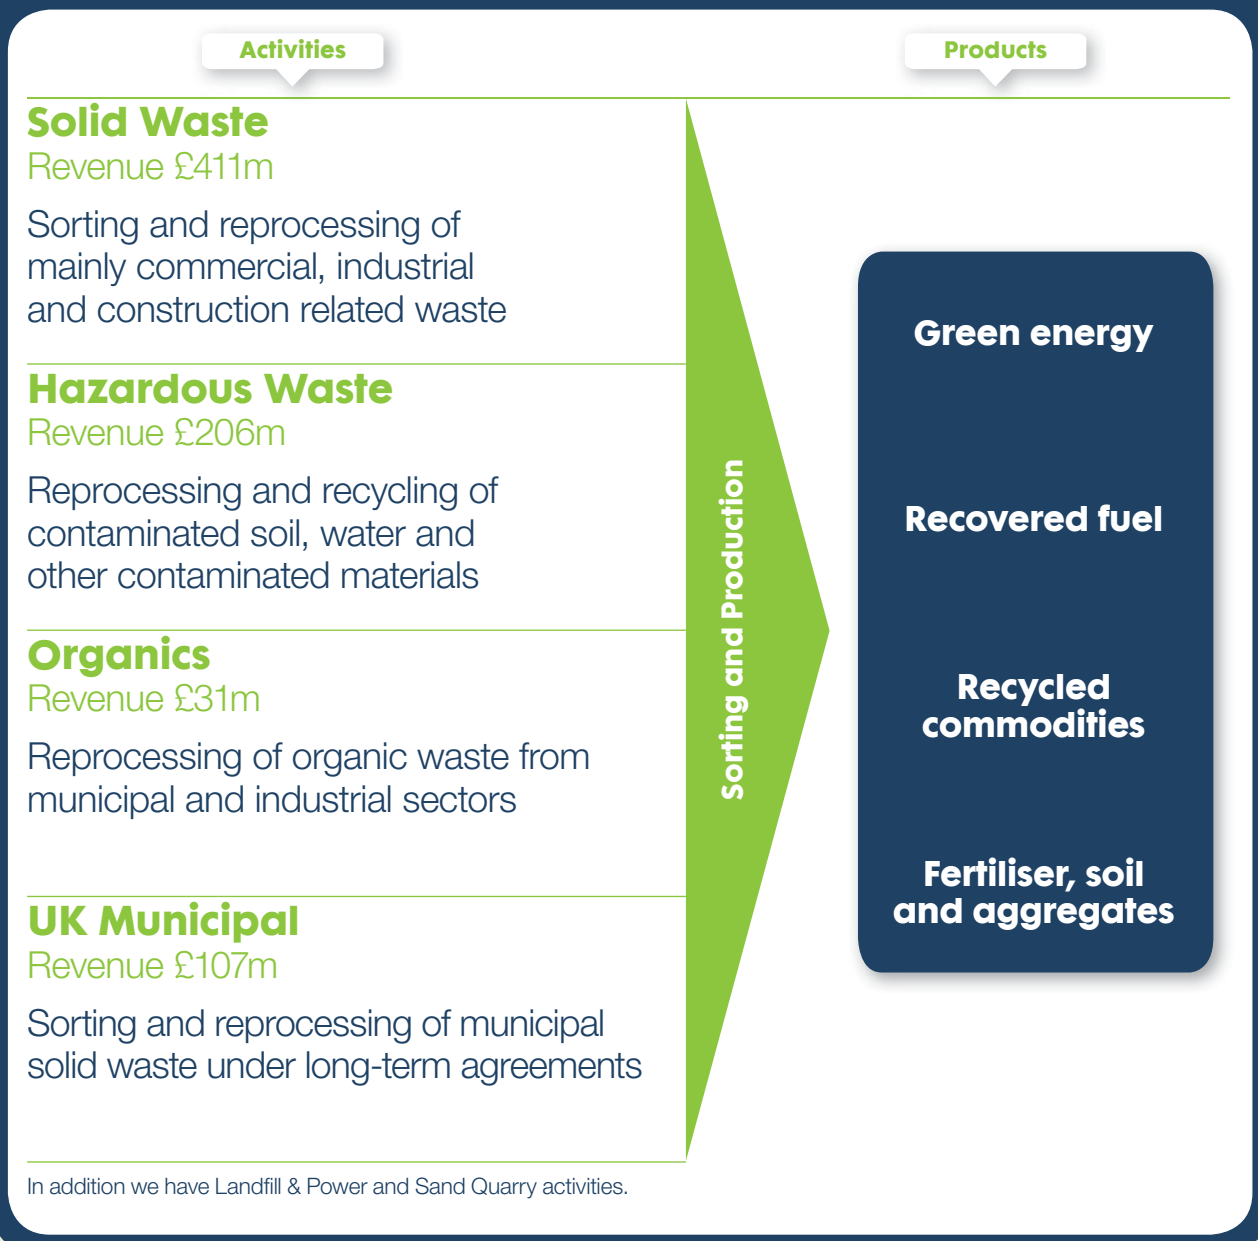 Activities
Products
Solid Waste
Revenue £411m
Sorting and reprocessing of
mainly commercial, industrial
and construction related waste
Hazardous Waste
Revenue £206m
Reprocessing and recycling of
contaminated soil, water and
other contaminated materials
Organics
Revenue £31m
Reprocessing of organic waste from
municipal and industrial sectors
UK Municipal
Revenue £107m
Sorting and reprocessing of municipal
solid waste under long-term agreements
In addition we have Landfill & Power and Sand Quarry activities.
Sorting and Production
Green energy
Recovered fuel
Recycled
commodities
Fertiliser, soil
and aggregates